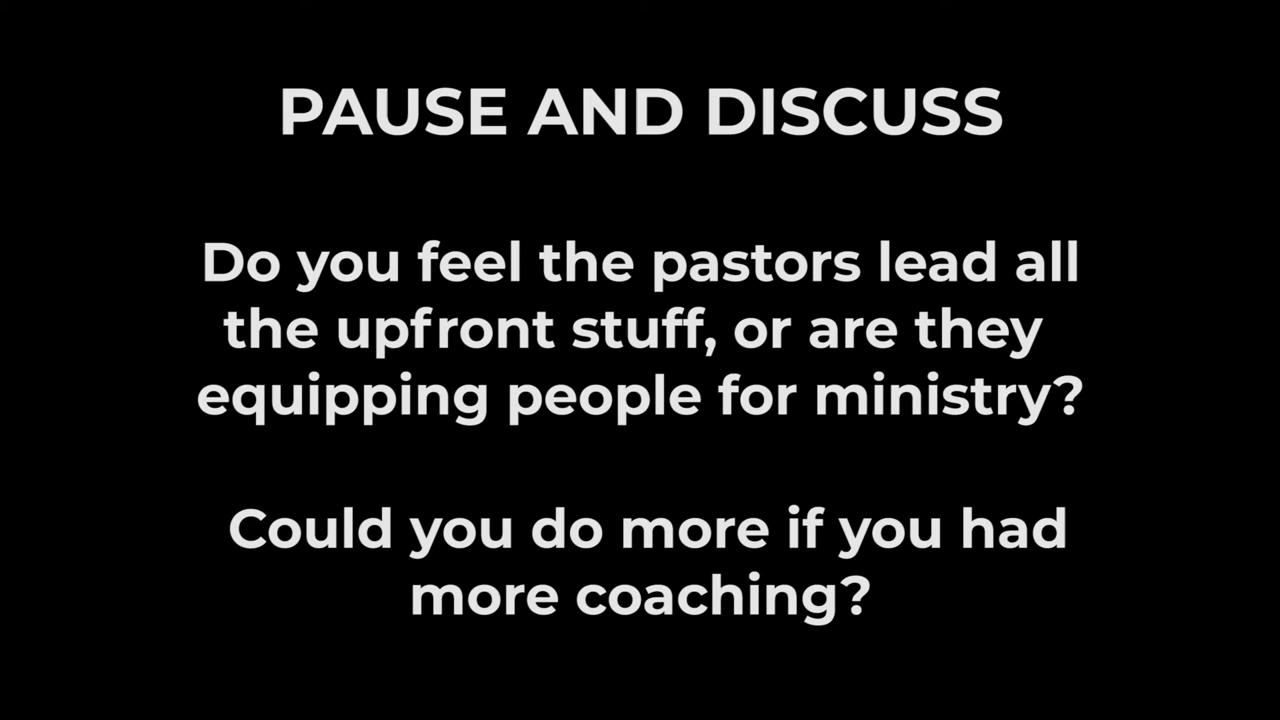 PAUSE AND DISCUSS
Do you feel the pastors lead all
the upfront stuff, or are they
equipping people for ministry?
Could you do more if you had
more coaching?